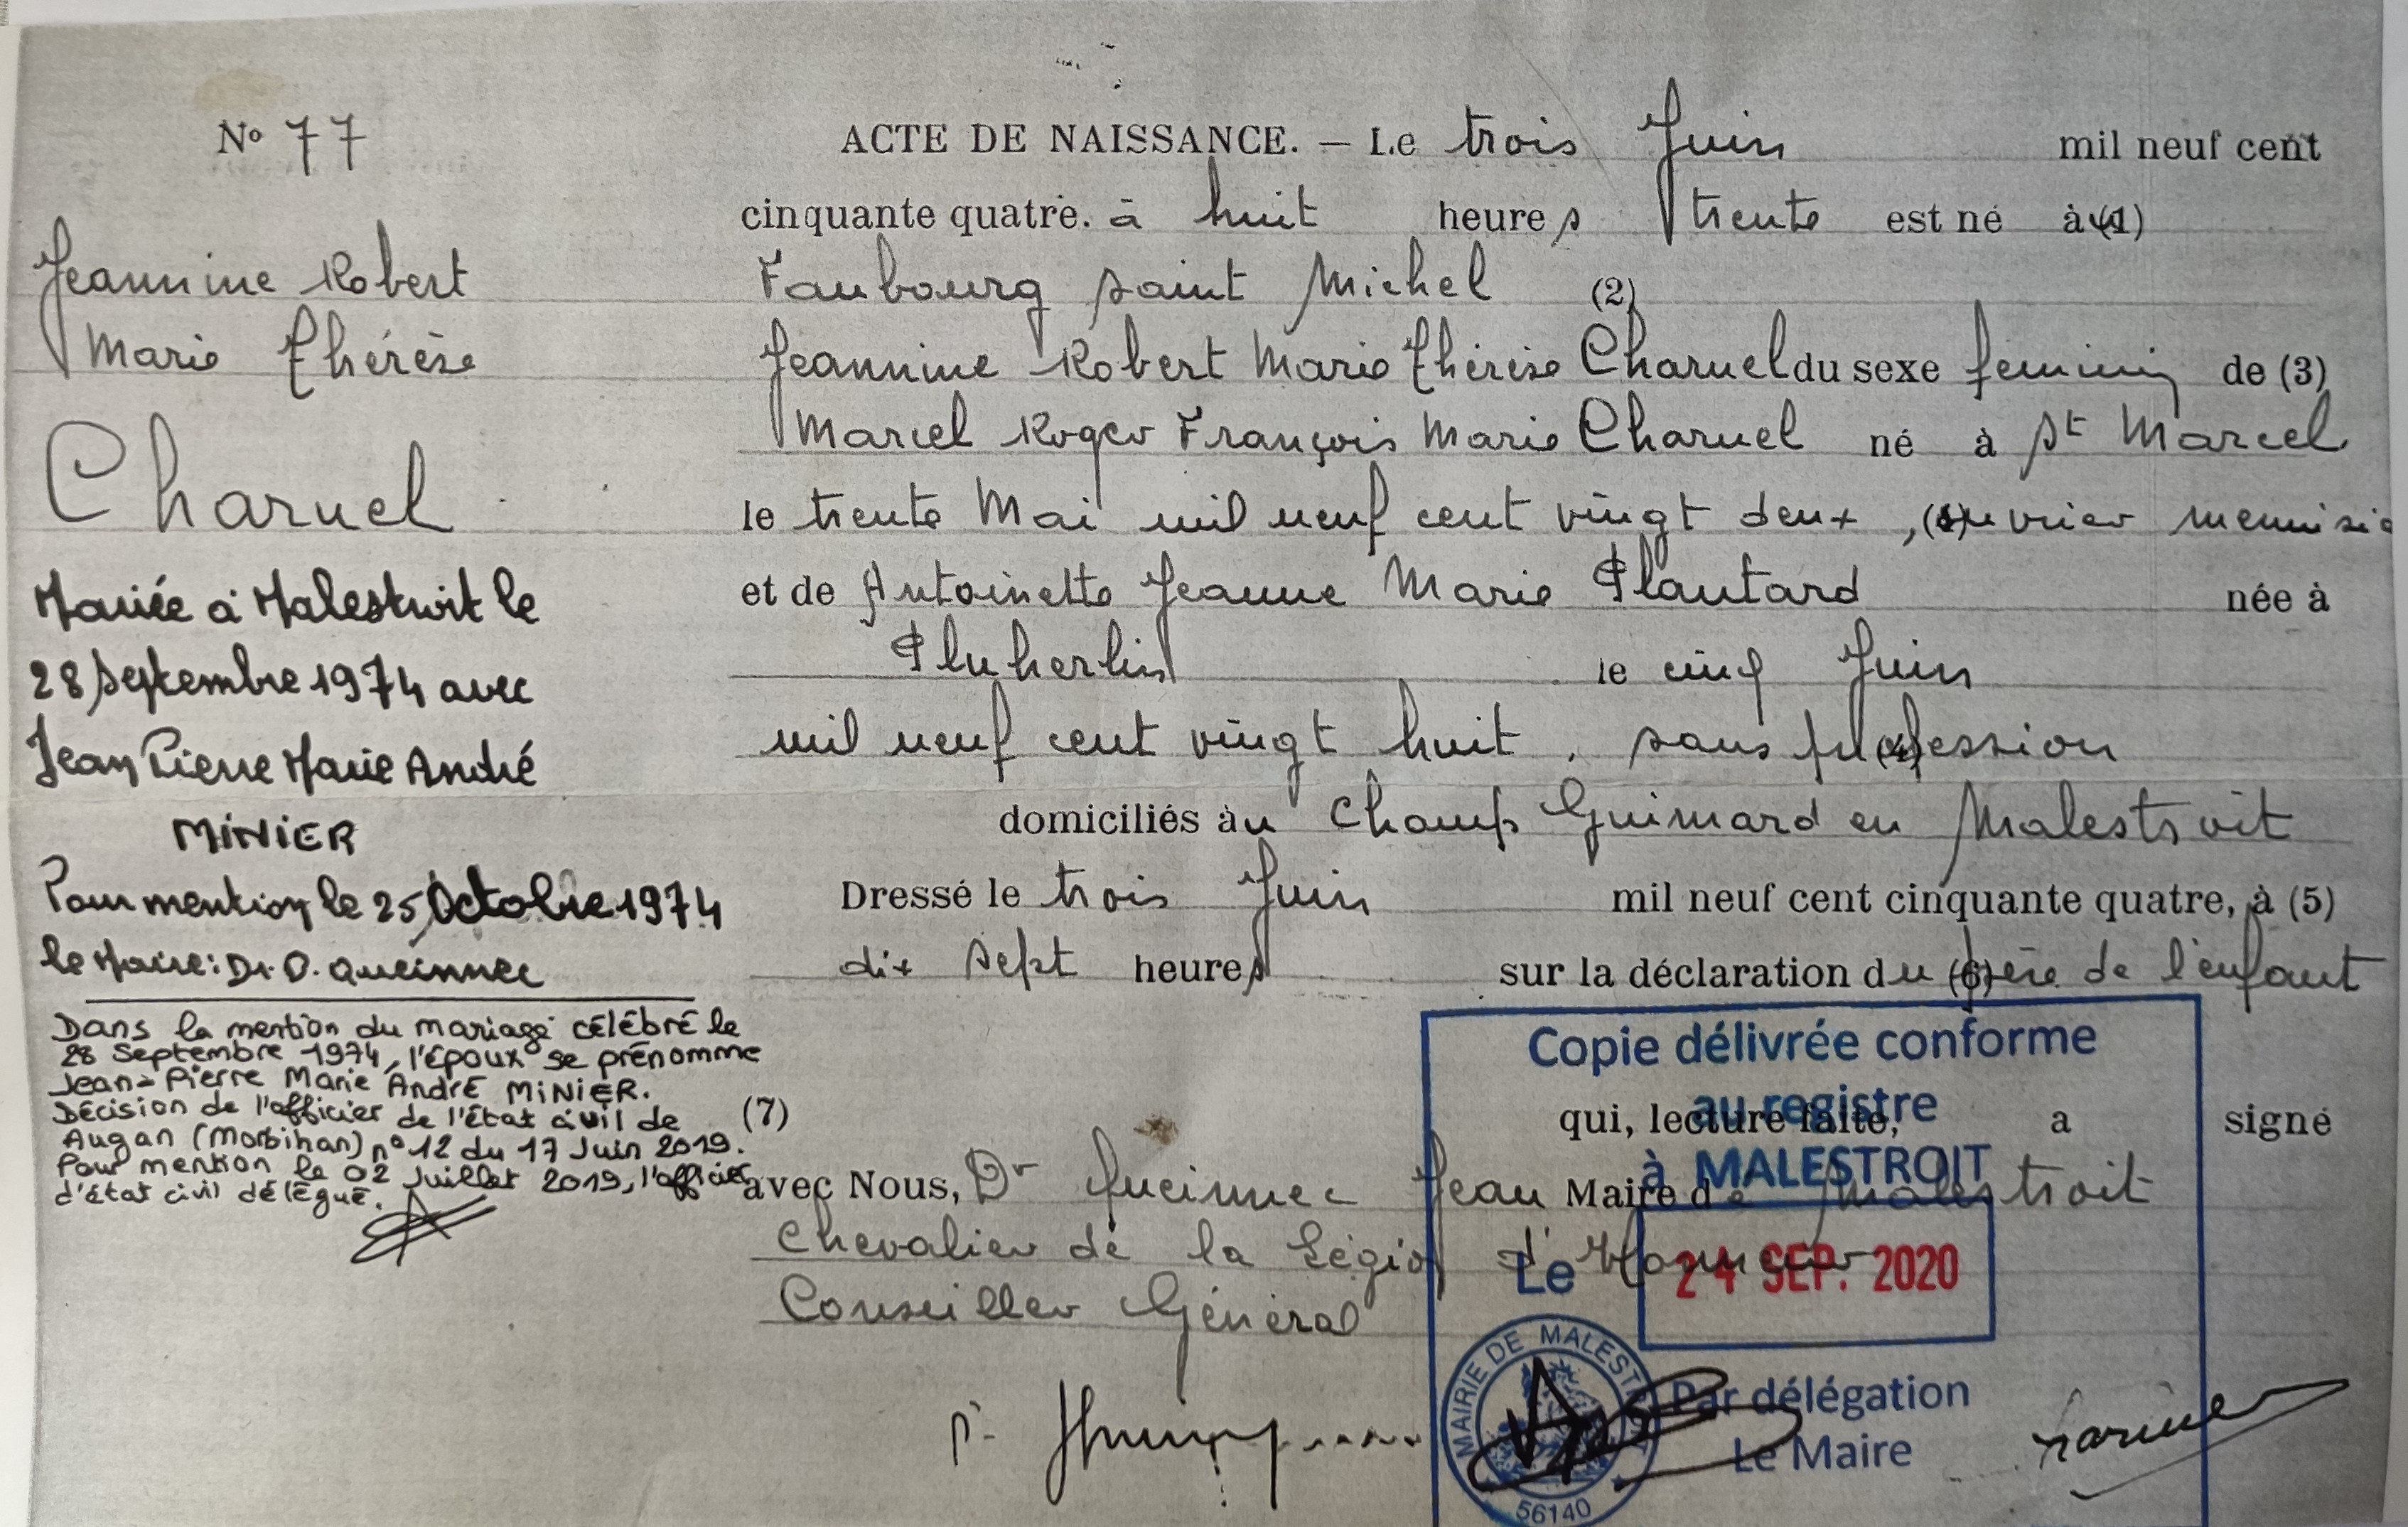 N° 77
Jeannine Robert
Marie Thérèse
Charuel
Mariée à Malestroit le
28 septembre 1974 avec
Jean Pierre Marie André
MINIER
Pour mention le 25 Octobre 1974
le Maire: Dr. D. Queinnec
Dans la mention du mariage célébré le
28 Septembre 1974, l'époux se prénomme
Jean-Pierre Marie André MINIER.
Décision de l'officier de l'état civil de
Augan (Morbihan) n° 12 du 17 Juin 2019.
Pour mention le 02 Juillet 2019, l'officier
d'état civil délégué.
ACTE DE NAISSANCE. — Le trois Juin mil neuf cent
cinquante quatre. à huit heures trente est né à (1)
Faubourg saint Michel (2)
Jeannine Robert Marie Thérèse Charuel du sexe féminin de (3)
Marcel Roger François Marie Charuel né à St Marcel
le trente Mai mil neuf cent vingt deux, (4) ouvrier menuisie
et de Antoinette Jeanne Marie Plantard née à
Pluherlin le cinq Juin
mil neuf cent vingt huit, sans profession (4)
domiciliés àu Champ Guimard en Malestroit
Dressé le trois Juin mil neuf cent cinquante quatre, à (5)
dix sept heures sur la déclaration du (6) père de l'enfant
(7) qui, lecture faite, a signé
avec Nous, Dr Queinnec Jean Maire de Malestroit
Chevalier de la Légion d'Honneur
Conseiller Général
Copie délivrée conforme
au registre
à MALESTROIT
Le 24 SEP. 2020
Par délégation
Le Maire
MAIRIE DE MALESTROIT
56140